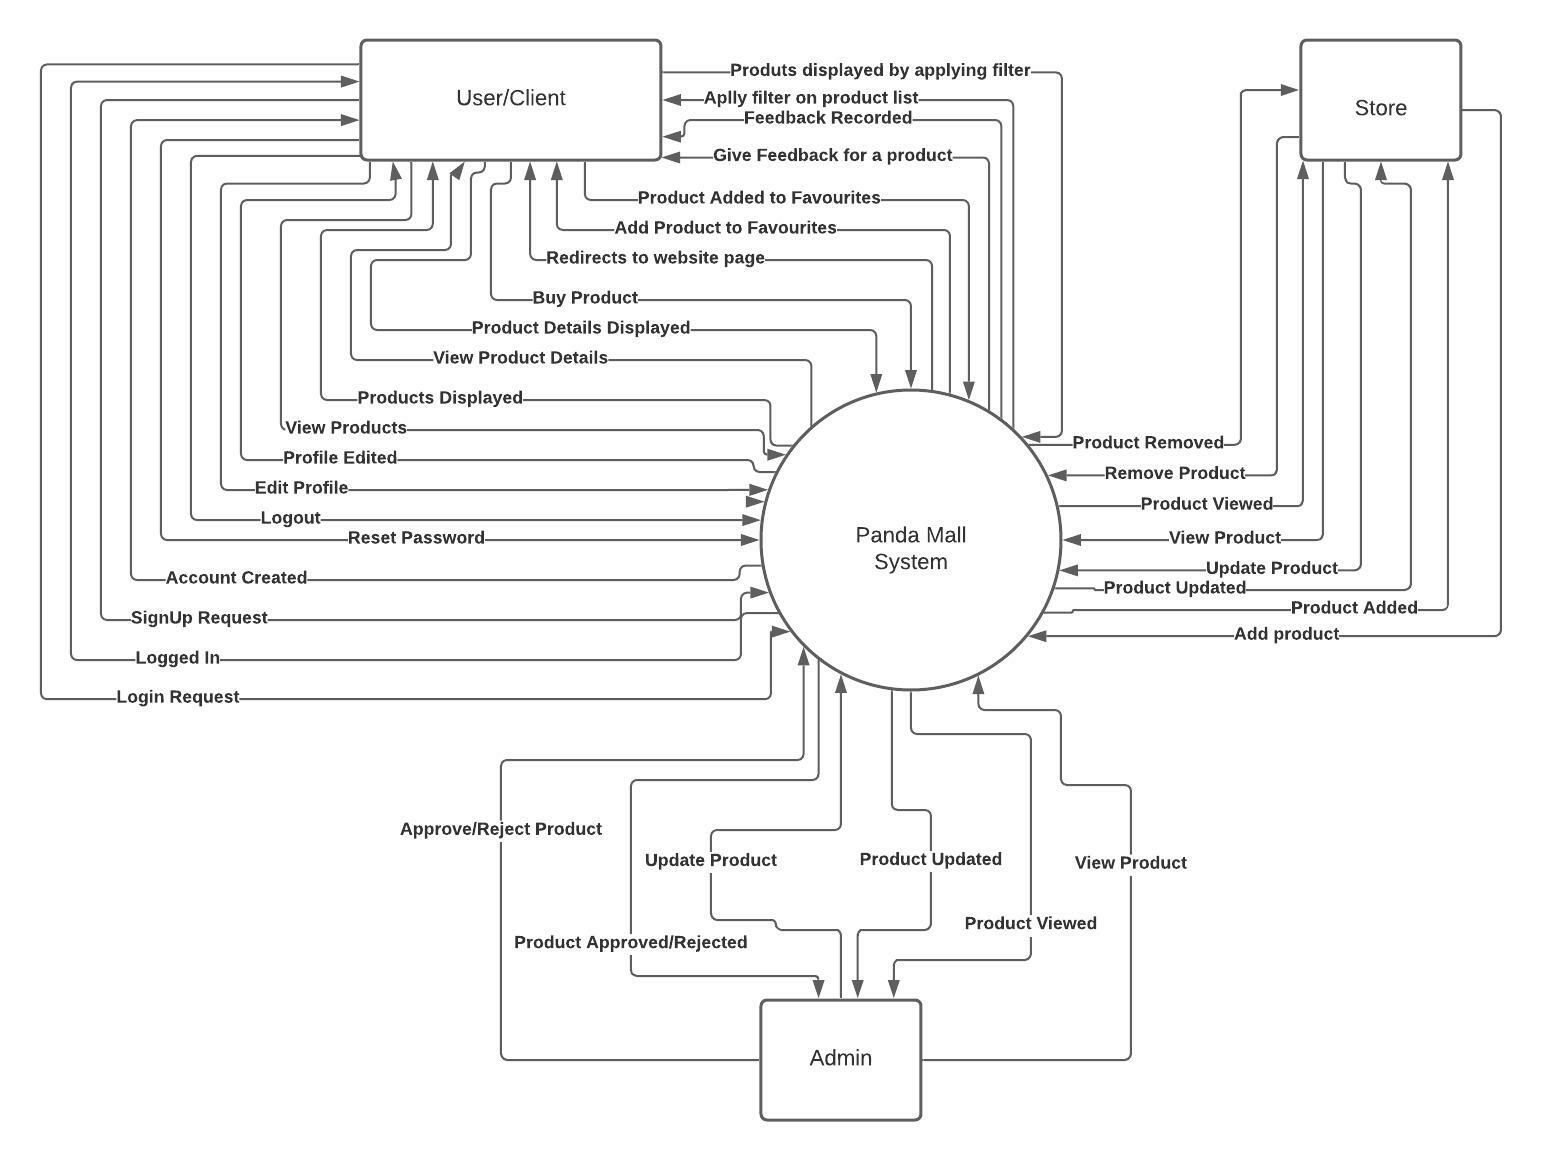 Produts displayed by applying filter
User/Client
Aplly filter on product list
Store
Feedback Recorded
Give Feedback for a product
Product Added to Favourites
Add Product to Favourites
Redirects to website page
Buy Product
Product Details Displayed
View Product Details
Products Displayed
View Products
Product Removed
Profile Edited
Remove Product
Edit Profile
Product Viewed
Logout
Panda Mall
System
Reset Password
View Product
Update Product
Account Created
Product Updated
Product Added
SignUp Request
Add product
Logged In
Login Request
Approve/Reject Product
Update Product
Product Updated
View Product
Product Viewed
Product Approved/Rejected
Admin